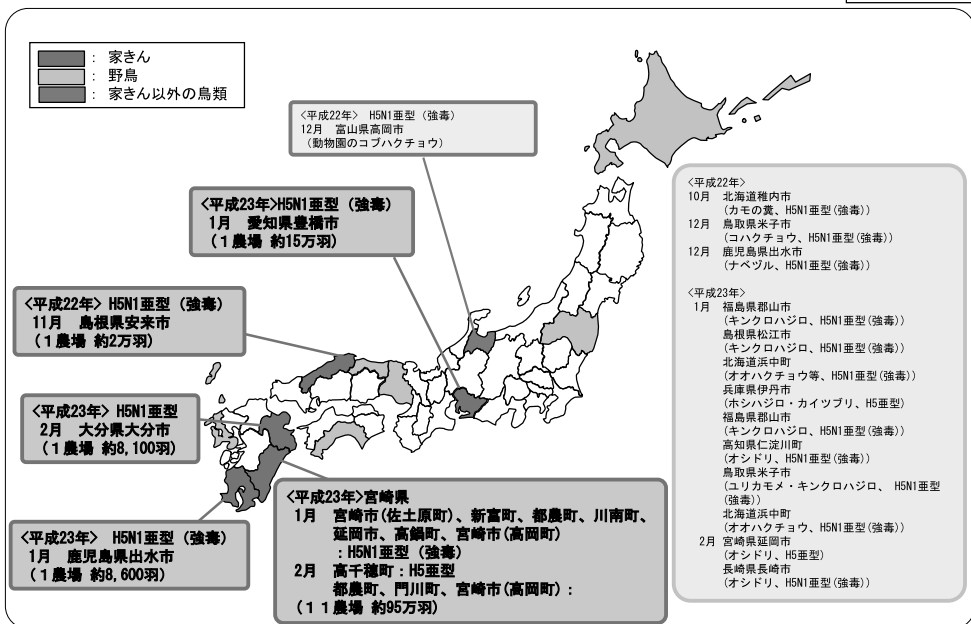 ：家きん
：野鳥
：家きん以外の鳥類
<平成22年> H5N1亜型（強毒）
12月 富山県高岡市
（動物園のコブハクチョウ）
<平成23年>H5N1亜型（強毒）
1月 愛知県豊橋市
(１農場 約15万羽)
<平成22年> H5N1亜型（強毒）
11月 島根県安来市
(１農場 約2万羽)
<平成23年> H5N1亜型
2月 大分県大分市
(１農場 約8,100羽)
<平成23年> H5N1亜型（強毒）
1月 鹿児島県出水市
(１農場 約8,600羽)
<平成23年>宮崎県
1月 宮崎市(佐土原町)、新富町、都農町、川南町、
延岡市、高鍋町、宮崎市(高岡町)
：H5N1亜型（強毒）
2月 高千穂町：H5亜型
都農町、門川町、宮崎市(高岡町)：
(１１農場 約95万羽)
<平成22年>
10月 北海道稚内市
(カモの糞、H5N1亜型(強毒))
12月 鳥取県米子市
(コハクチョウ、H5N1亜型(強毒))
12月 鹿児島県出水市
(ナベヅル、H5N1亜型(強毒))
<平成23年>
1月 福島県郡山市
(キンクロハジロ、H5N1亜型(強毒))
島根県松江市
(キンクロハジロ、H5N1亜型(強毒))
北海道浜中町
(オオハクチョウ等、H5N1亜型(強毒))
兵庫県伊丹市
(ホシハジロ・カイツブリ、H5亜型)
福島県郡山市
(キンクロハジロ、H5N1亜型(強毒))
高知県仁淀川町
(オシドリ、H5N1亜型(強毒))
鳥取県米子市
(ユリカモメ・キンクロハジロ、 H5N1亜型
(強毒))
北海道浜中町
(オオハクチョウ、H5N1亜型(強毒))
2月 宮崎県延岡市
(オシドリ、H5亜型)
長崎県長崎市
(オシドリ、H5N1亜型(強毒))